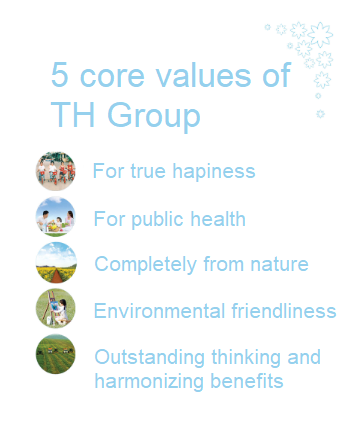 5 core values of
TH Group
For true hapiness
For public health
Completely from nature
Environmental friendliness
Outstanding thinking and
harmonizing benefits